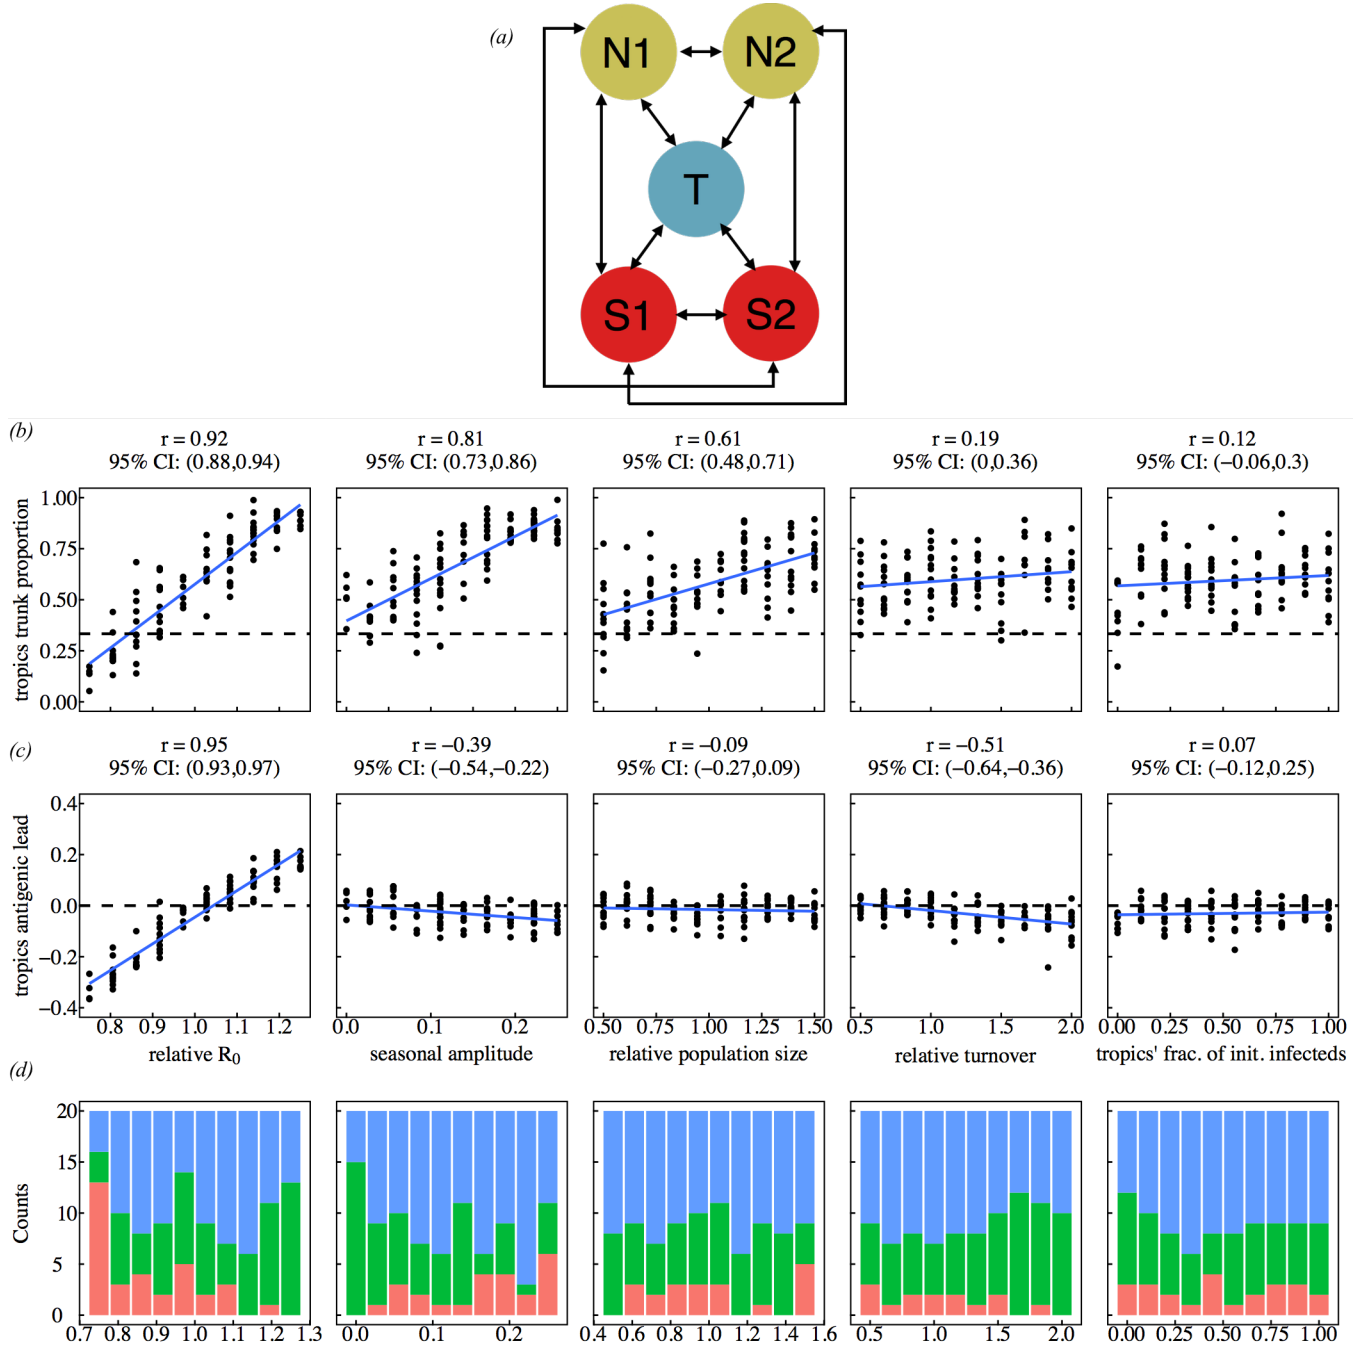 (a)
N1
N2
T
S1
S2
(b)
r = 0.92
95% CI: (0.88,0.94)
r = 0.81
95% CI: (0.73,0.86)
r = 0.61
95% CI: (0.48,0.71)
r = 0.19
95% CI: (0,0.36)
r = 0.12
95% CI: (−0.06,0.3)
tropics trunk proportion
1.00
0.75
0.50
0.25
0.00
(c)
r = 0.95
95% CI: (0.93,0.97)
r = −0.39
95% CI: (−0.54,−0.22)
r = −0.09
95% CI: (−0.27,0.09)
r = −0.51
95% CI: (−0.64,−0.36)
r = 0.07
95% CI: (−0.12,0.25)
tropics antigenic lead
0.4
0.2
0.0
−0.2
−0.4
0.8 0.9 1.0 1.1 1.2
0.0 0.1 0.2
0.50 0.75 1.00 1.25 1.50
0.5 1.0 1.5 2.0
0.00 0.25 0.50 0.75 1.00
relative R0
seasonal amplitude
relative population size
relative turnover
tropics' frac. of init. infecteds
(d)
Counts
20
15
10
5
0
0.7 0.8 0.9 1.0 1.1 1.2 1.3
0.0 0.1 0.2
0.4 0.6 0.8 1.0 1.2 1.4 1.6
0.5 1.0 1.5 2.0
0.00 0.25 0.50 0.75 1.00